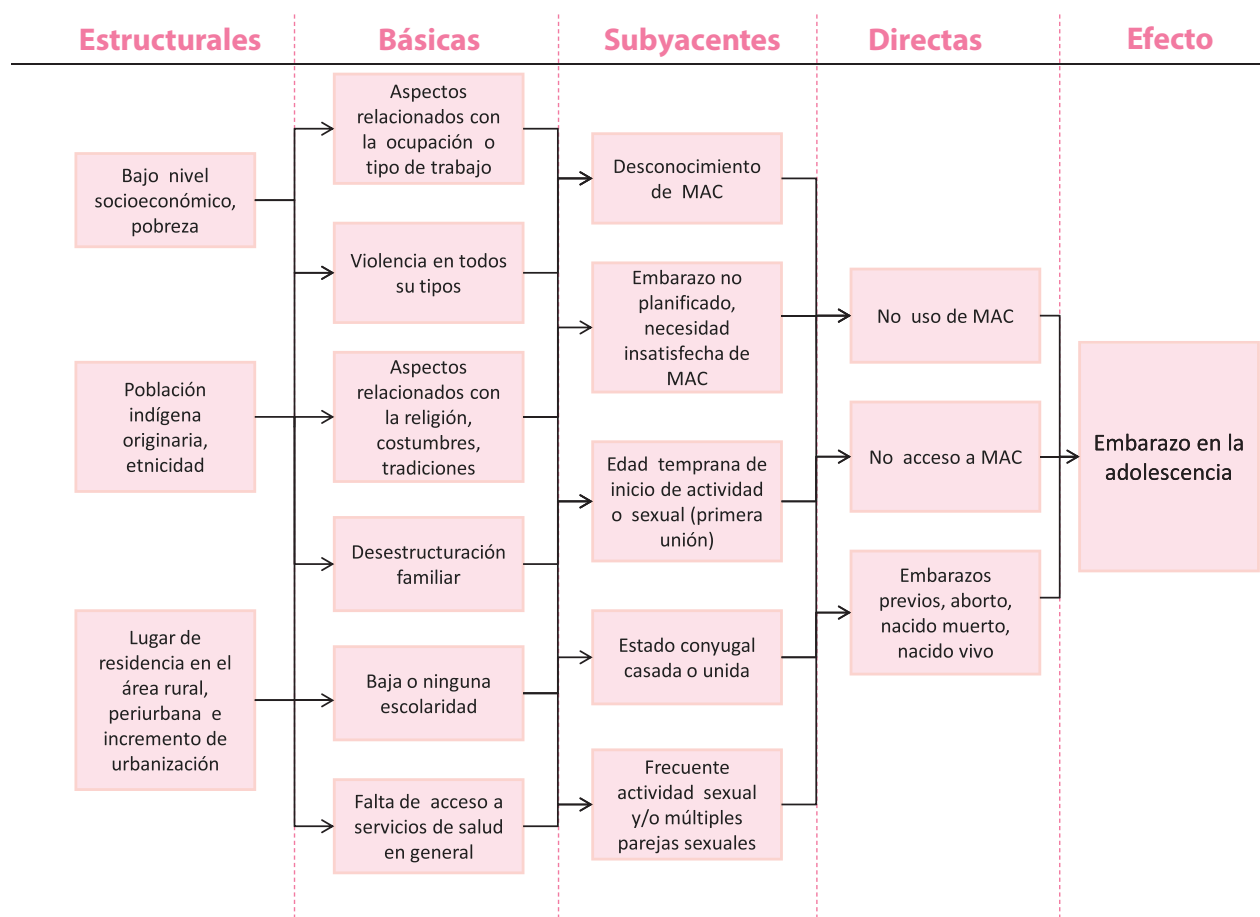 Estructurales
Básicas
Subyacentes
Directas
Efecto
Bajo nivel
socioeconómico,
pobreza
Población
indígena
originaria,
etnicidad
Lugar de
residencia en el
área rural,
periurbana e
incremento de
urbanización
Aspectos
relacionados con
la ocupación o
tipo de trabajo
Violencia en todos
su tipos
Aspectos
relacionados con
la religión,
costumbres,
tradiciones
Desestructuración
familiar
Baja o ninguna
escolaridad
Falta de acceso a
servicios de salud
en general
Desconocimiento
de MAC
Embarazo no
planificado,
necesidad
insatisfecha de
MAC
Edad temprana de
inicio de actividad
o sexual (primera
unión)
Estado conyugal
casada o unida
Frecuente
actividad sexual
y/o múltiples
parejas sexuales
No uso de MAC
No acceso a MAC
Embarazos
previos, aborto,
nacido muerto,
nacido vivo
Embarazo en la
adolescencia